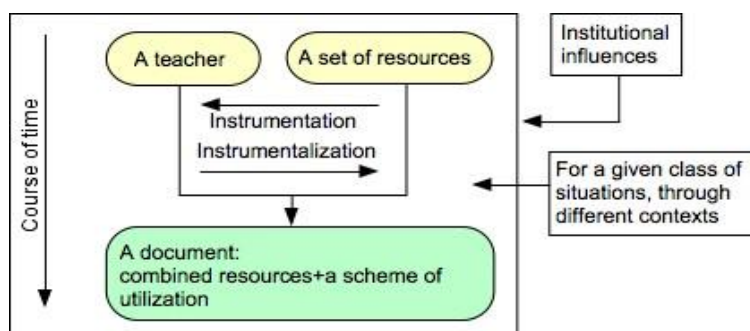 Course of time
A teacher
A set of resources
Instrumentation
Instrumentalization
A document:
combined resources+a scheme of
utilization
Institutional
influences
For a given class of
situations, through
different contexts